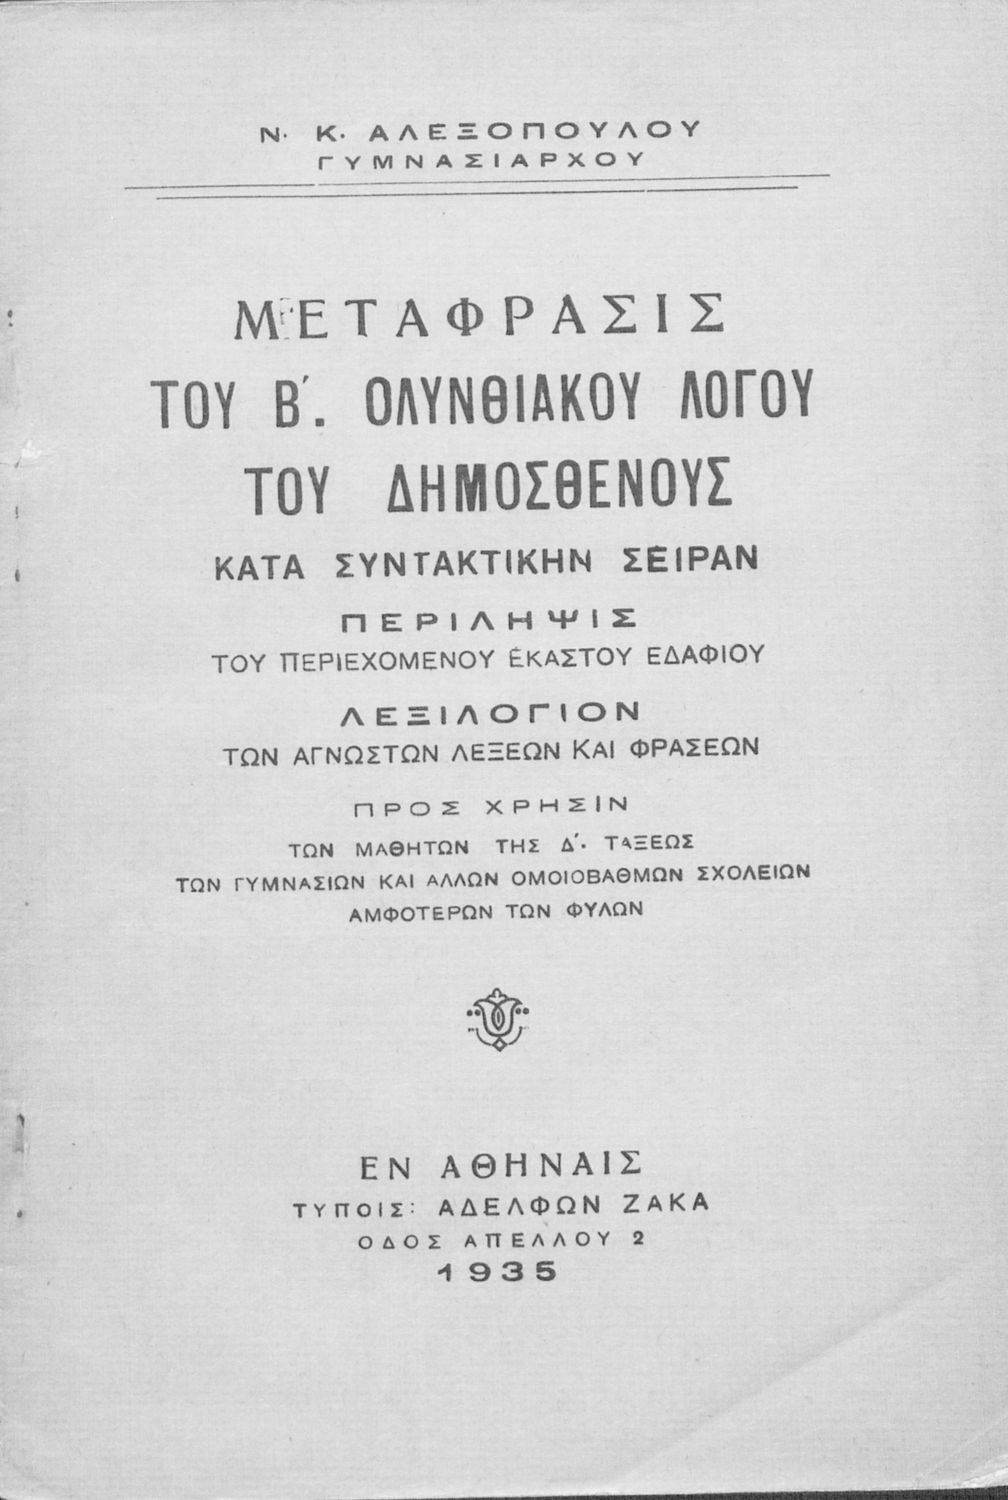 Ν. Κ. ΑΛΕΞΟΠΟΥΛΟΥ
ΓΥΜΝΑΣΙΑΡΧΟΥ
ΜΕΤΑΦΡΑΣΙΣ
ΤΟΥ Β΄. ΟΛΥΝΘΙΑΚΟΥ ΛΟΓΟΥ
ΤΟΥ ΔΗΜΟΣΘΕΝΟΥΣ
ΚΑΤΑ ΣΥΝΤΑΚΤΙΚΗΝ ΣΕΙΡΑΝ
ΠΕΡΙΛΗΨΙΣ
ΤΟΥ ΠΕΡΙΕΧΟΜΕΝΟΥ ΕΚΑΣΤΟΥ ΕΔΑΦΙΟΥ
ΛΕΞΙΛΟΓΙΟΝ
ΤΩΝ ΑΓΝΩΣΤΩΝ ΛΕΞΕΩΝ ΚΑΙ ΦΡΑΣΕΩΝ
ΠΡΟΣ ΧΡΗΣΙΝ
ΤΩΝ ΜΑΘΗΤΩΝ ΤΗΣ Δ΄. ΤΑΞΕΩΣ
ΤΩΝ ΓΥΜΝΑΣΙΩΝ ΚΑΙ ΑΛΛΩΝ ΟΜΟΙΟΒΑΘΜΩΝ ΣΧΟΛΕΙΩΝ
ΑΜΦΟΤΕΡΩΝ ΤΩΝ ΦΥΛΩΝ
ΕΝ ΑΘΗΝΑΙΣ
ΤΥΠΟΙΣ: ΑΔΕΛΦΩΝ ΖΑΚΑ
ΟΔΟΣ ΑΠΕΛΛΟΥ 2
1935